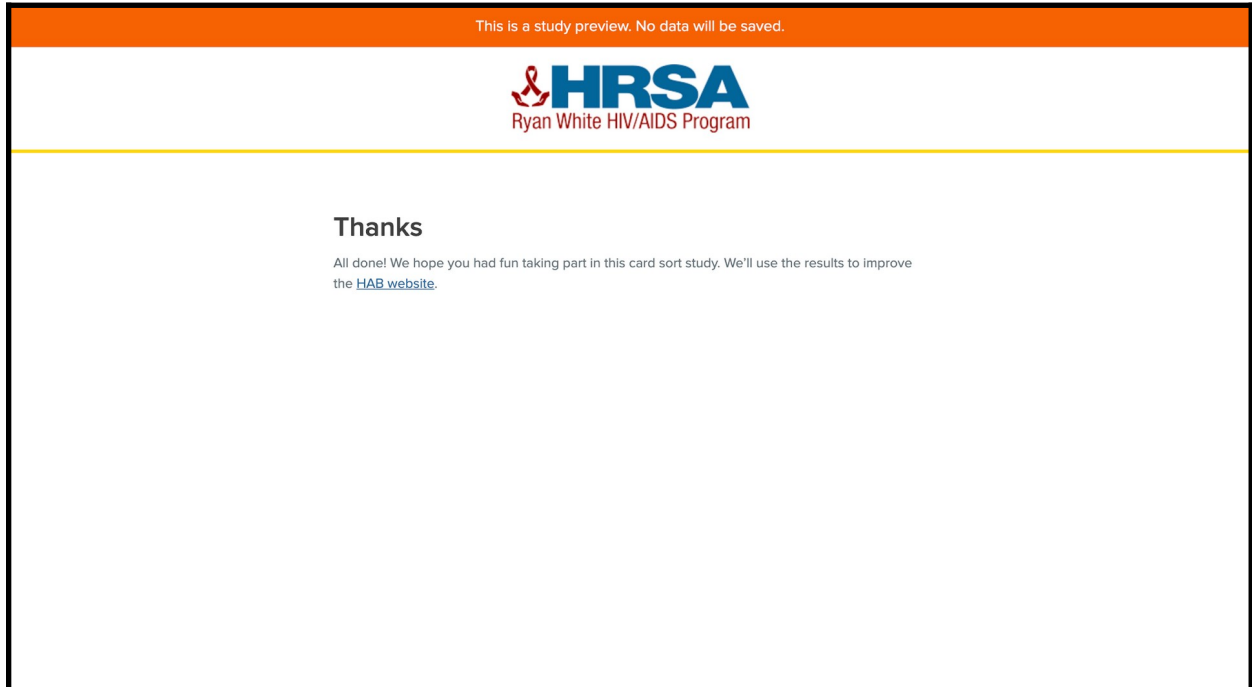 This is a study preview. No data will be saved.
HRSA
Ryan White HIV/AIDS Program
Thanks
All done! We hope you had fun taking part in this card sort study. We'll use the results to improve
the HAB website.